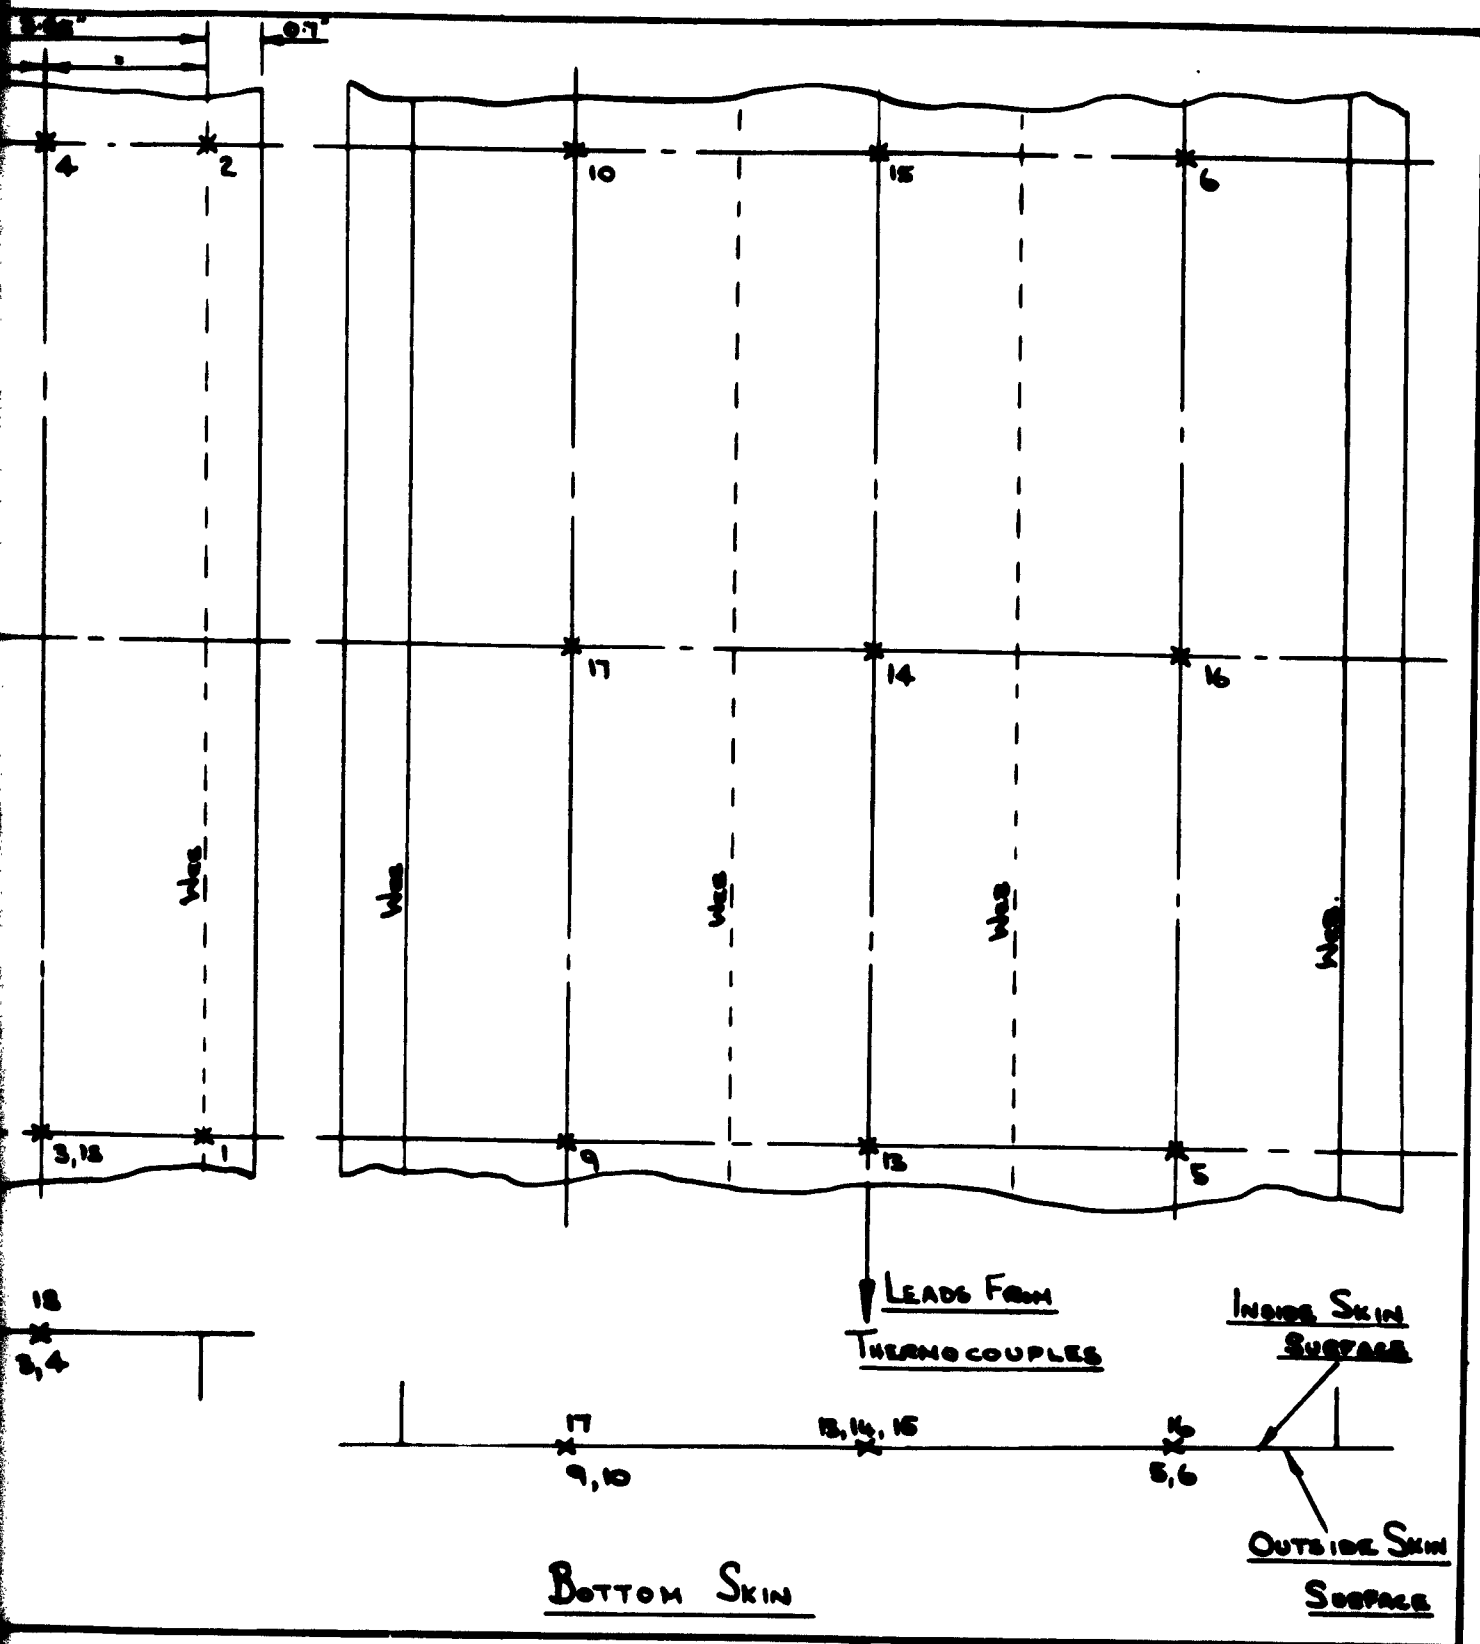 0.7"
4
2
10
15
6
17
14
16
WEB
WEB
WEB
WEB
WEB.
3,18
1
9
13
5
18
3,4
LEADS FROM
THERMOCOUPLES
INSIDE SKIN
SURFACE
17
13, 14, 15
16
9,10
5,6
OUTSIDE SKIN
SURFACE
BOTTOM SKIN